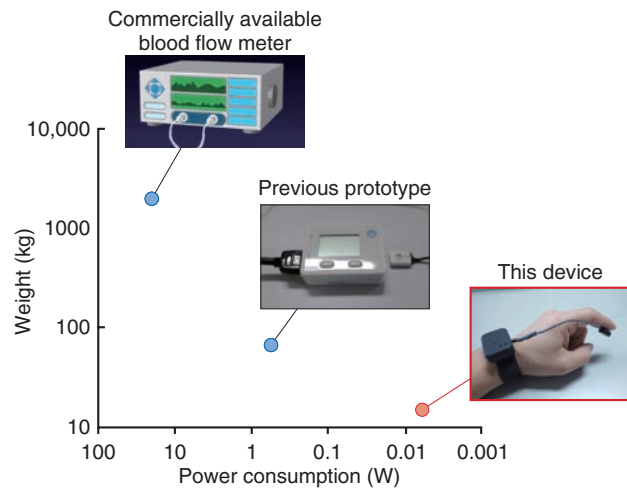 Commercially available
blood flow meter
10,000
Previous prototype
1000
Weight (kg)
This device
100
10
100
10
1
0.1
0.01
0.001
Power consumption (W)